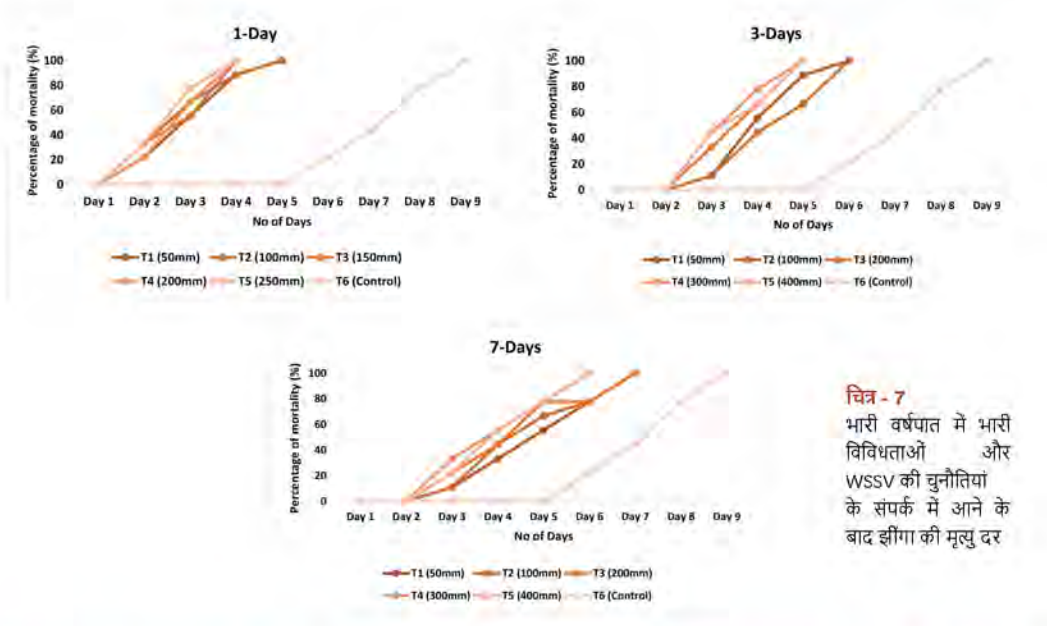 1-Day
Percentage of mortality (%)
100
80
60
40
20
0
Day 1 Day 2 Day 3 Day 4 Day 5 Day 6 Day 7 Day 8 Day 9
No of Days
T1 (50mm) T2 (100mm) T3 (150mm)
T4 (200mm) T5 (250mm) T6 (Control)
3-Days
Percentage of mortality (%)
100
80
60
40
20
0
Day 1 Day 2 Day 3 Day 4 Day 5 Day 6 Day 7 Day 8 Day 9
No of Days
T1 (50mm) T2 (100mm) T3 (200mm)
T4 (300mm) T5 (400mm) T6 (Control)
7-Days
Percentage of mortality (%)
100
80
60
40
20
0
Day 1 Day 2 Day 3 Day 4 Day 5 Day 6 Day 7 Day 8 Day 9
No of Days
T1 (50mm) T2 (100mm) T3 (200mm)
T4 (300mm) T5 (400mm) T6 (Control)
चित्र - 7
भारी वर्षपात में भारी
विविधताओं और
WSSV की चुनौतियां
के संपर्क में आने के
बाद झींगा की मृत्यु दर